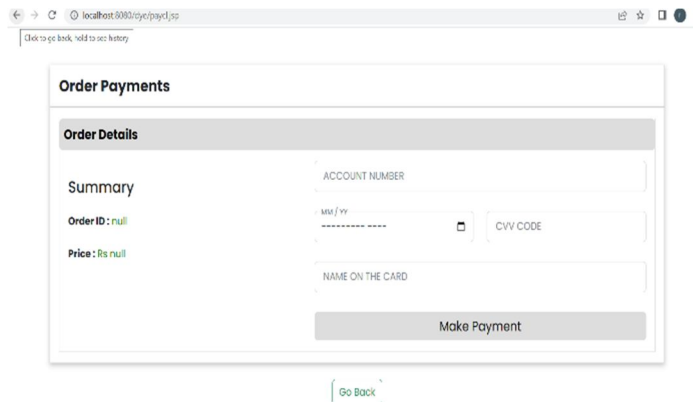 localhost:8080/dye/paycl.jsp
Click to go back, hold to see history
Order Payments
Order Details
Summary
Order ID : null
Price : Rs null
ACCOUNT NUMBER
MM / YY
--------- ----
CVV CODE
NAME ON THE CARD
Make Payment
Go Back